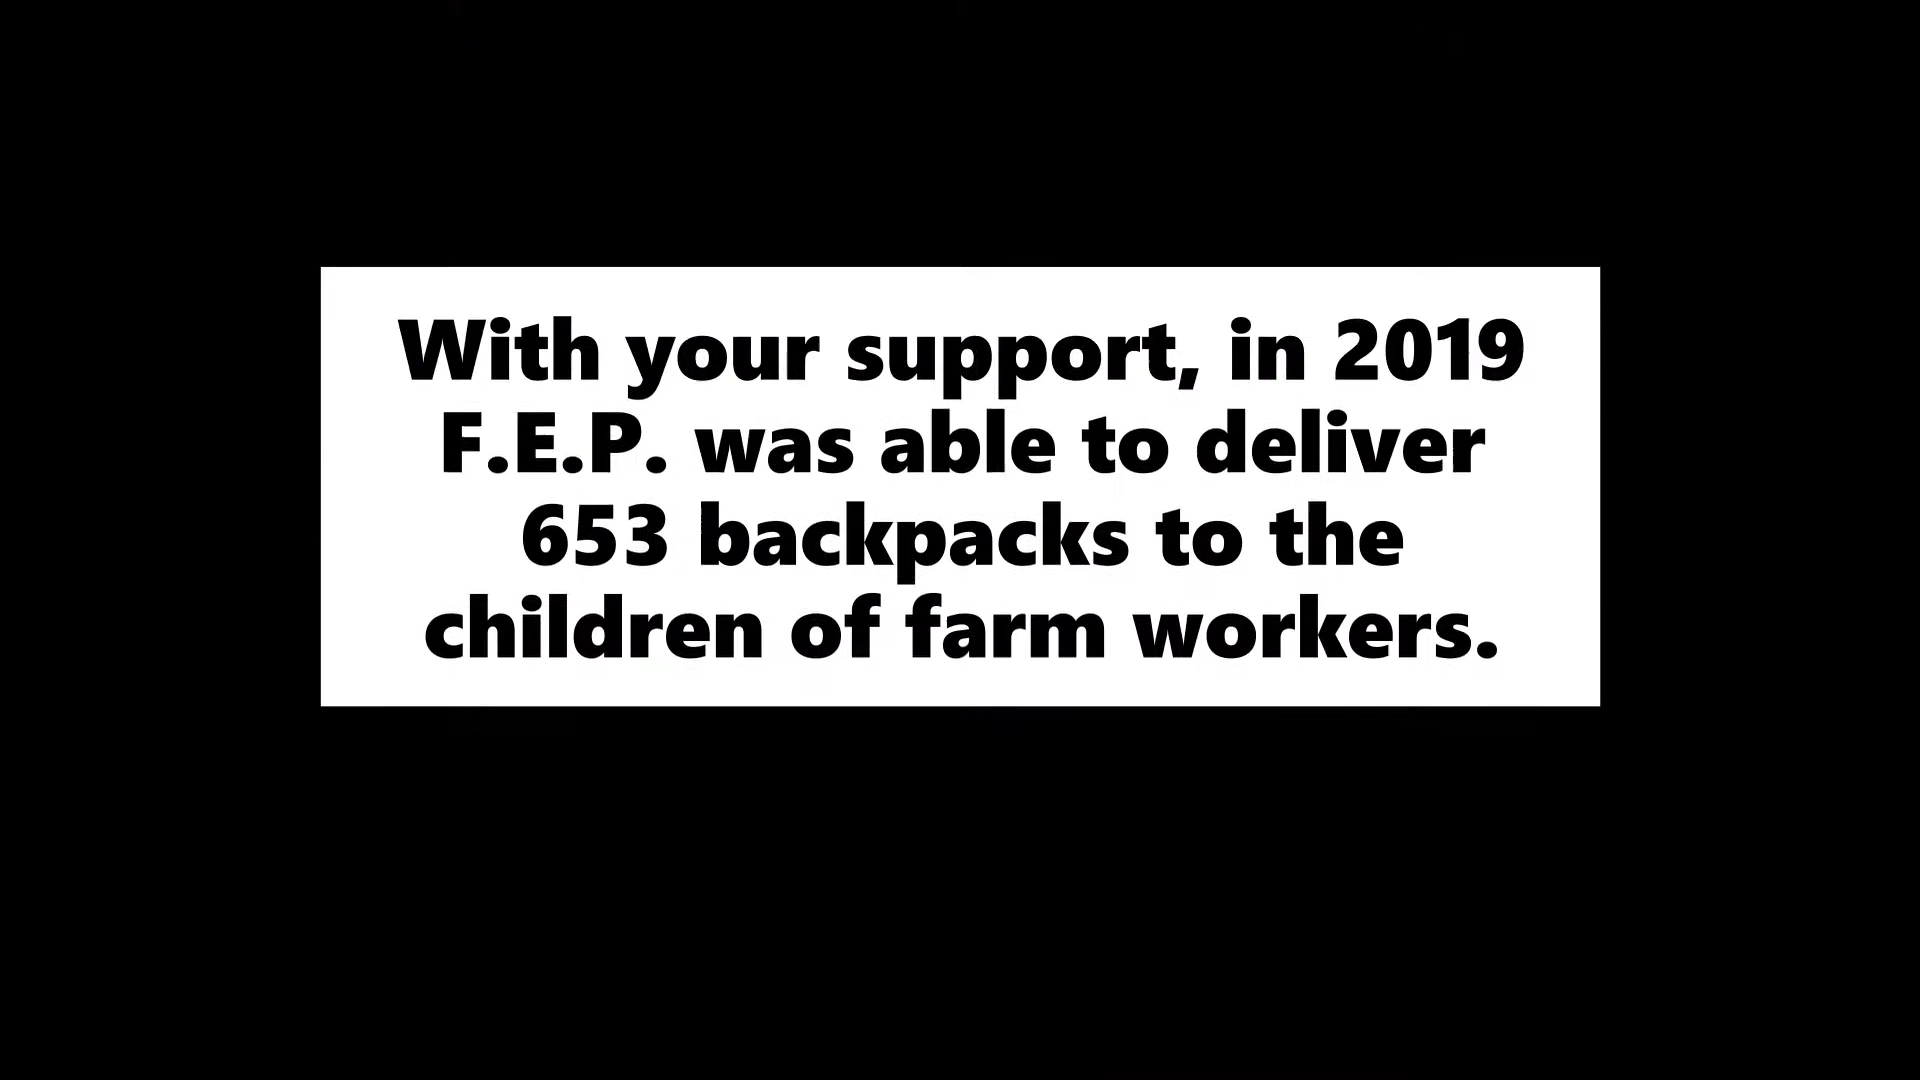 With your support, in 2019
F.E.P. was able to deliver
653 backpacks to the
children of farm workers.